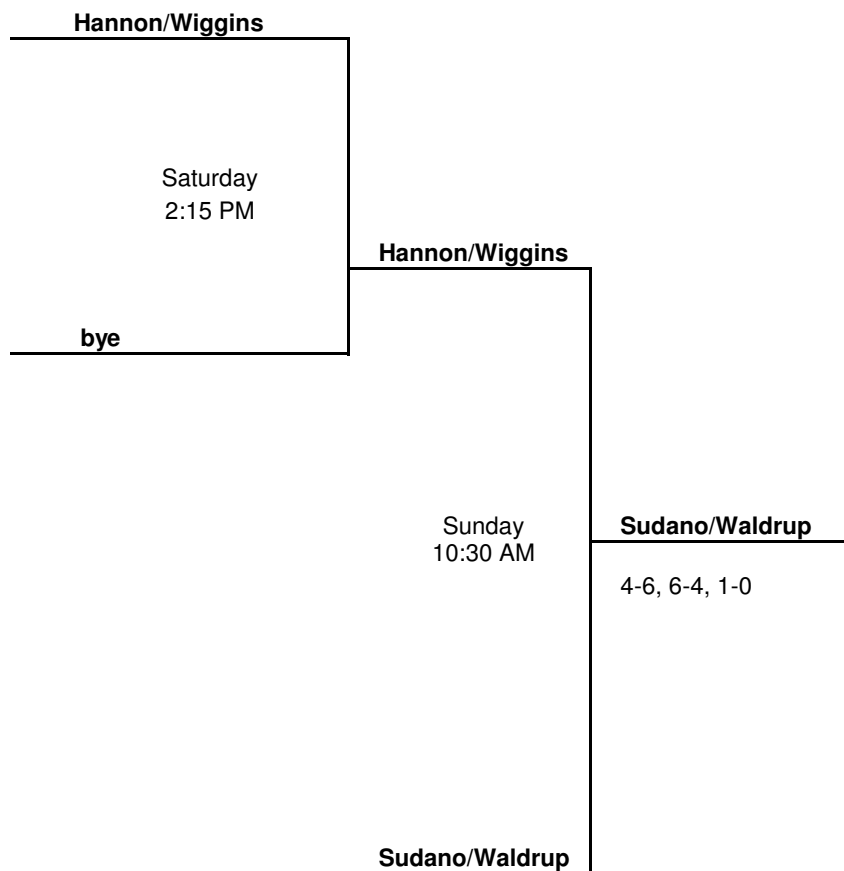 Hannon/Wiggins
Saturday
2:15 PM
Hannon/Wiggins
bye
Sunday
10:30 AM
Sudano/Waldrup
4-6, 6-4, 1-0
Sudano/Waldrup